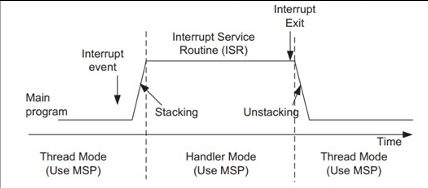 Interrupt
Exit
Interrupt Service
Routine (ISR)
Interrupt
event
Main
program
Stacking
Unstacking
Time
Thread Mode
(Use MSP)
Handler Mode
(Use MSP)
Thread Mode
(Use MSP)